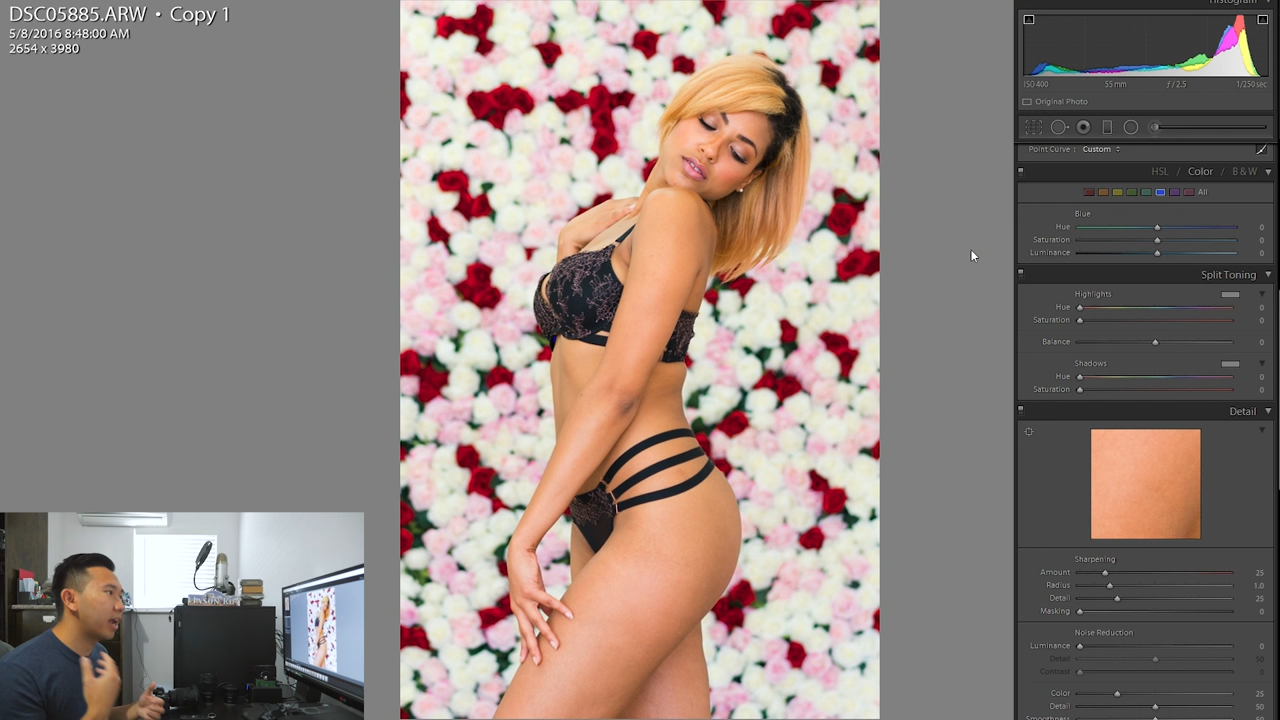 DSC05885.ARW • Copy 1
5/8/2016 8:48:00 AM
2654 x 3980
Histogram
ISO 400 55 mm ƒ / 2.5 1/250 sec
Original Photo
Point Curve : Custom
HSL / Color / B & W
All
Blue
Hue 0
Saturation 0
Luminance 0
Split Toning
Highlights
Hue 0
Saturation 0
Balance 0
Shadows
Hue 0
Saturation 0
Detail
Sharpening
Amount 25
Radius 1.0
Detail 25
Masking 0
Noise Reduction
Luminance 0
Detail 50
Contrast 0
Color 25
Detail 50
Smoothness 50